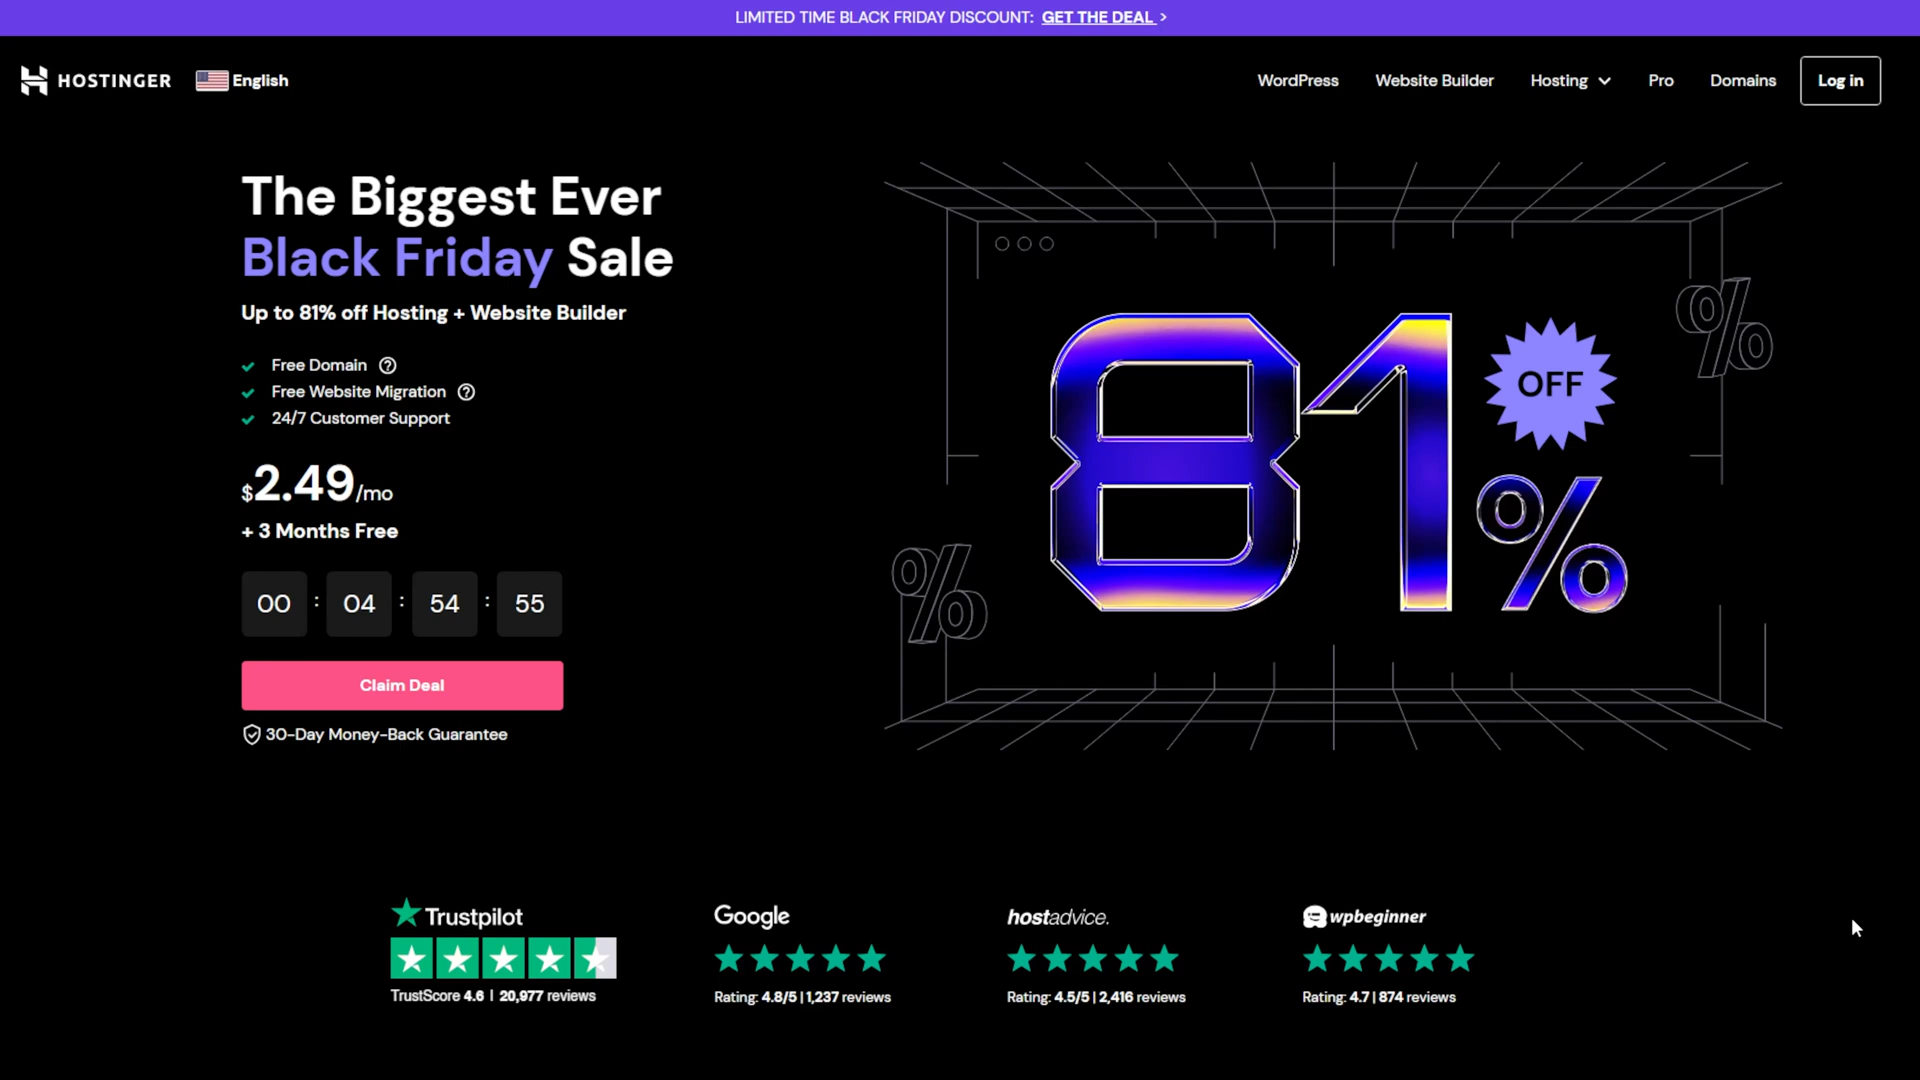 LIMITED TIME BLACK FRIDAY DISCOUNT: GET THE DEAL >
HOSTINGER
English
WordPress
Website Builder
Hosting
Pro
Domains
Log in
The Biggest Ever
Black Friday Sale
Up to 81% off Hosting + Website Builder
Free Domain ?
Free Website Migration ?
24/7 Customer Support
$2.49/mo
+ 3 Months Free
00 : 04 : 54 : 55
Claim Deal
30-Day Money-Back Guarantee
81%
OFF
%
%
Trustpilot
TrustScore 4.6 | 20,977 reviews
Google
Rating: 4.8/5 | 1,237 reviews
hostadvice.
Rating: 4.5/5 | 2,416 reviews
wpbeginner
Rating: 4.7 | 874 reviews